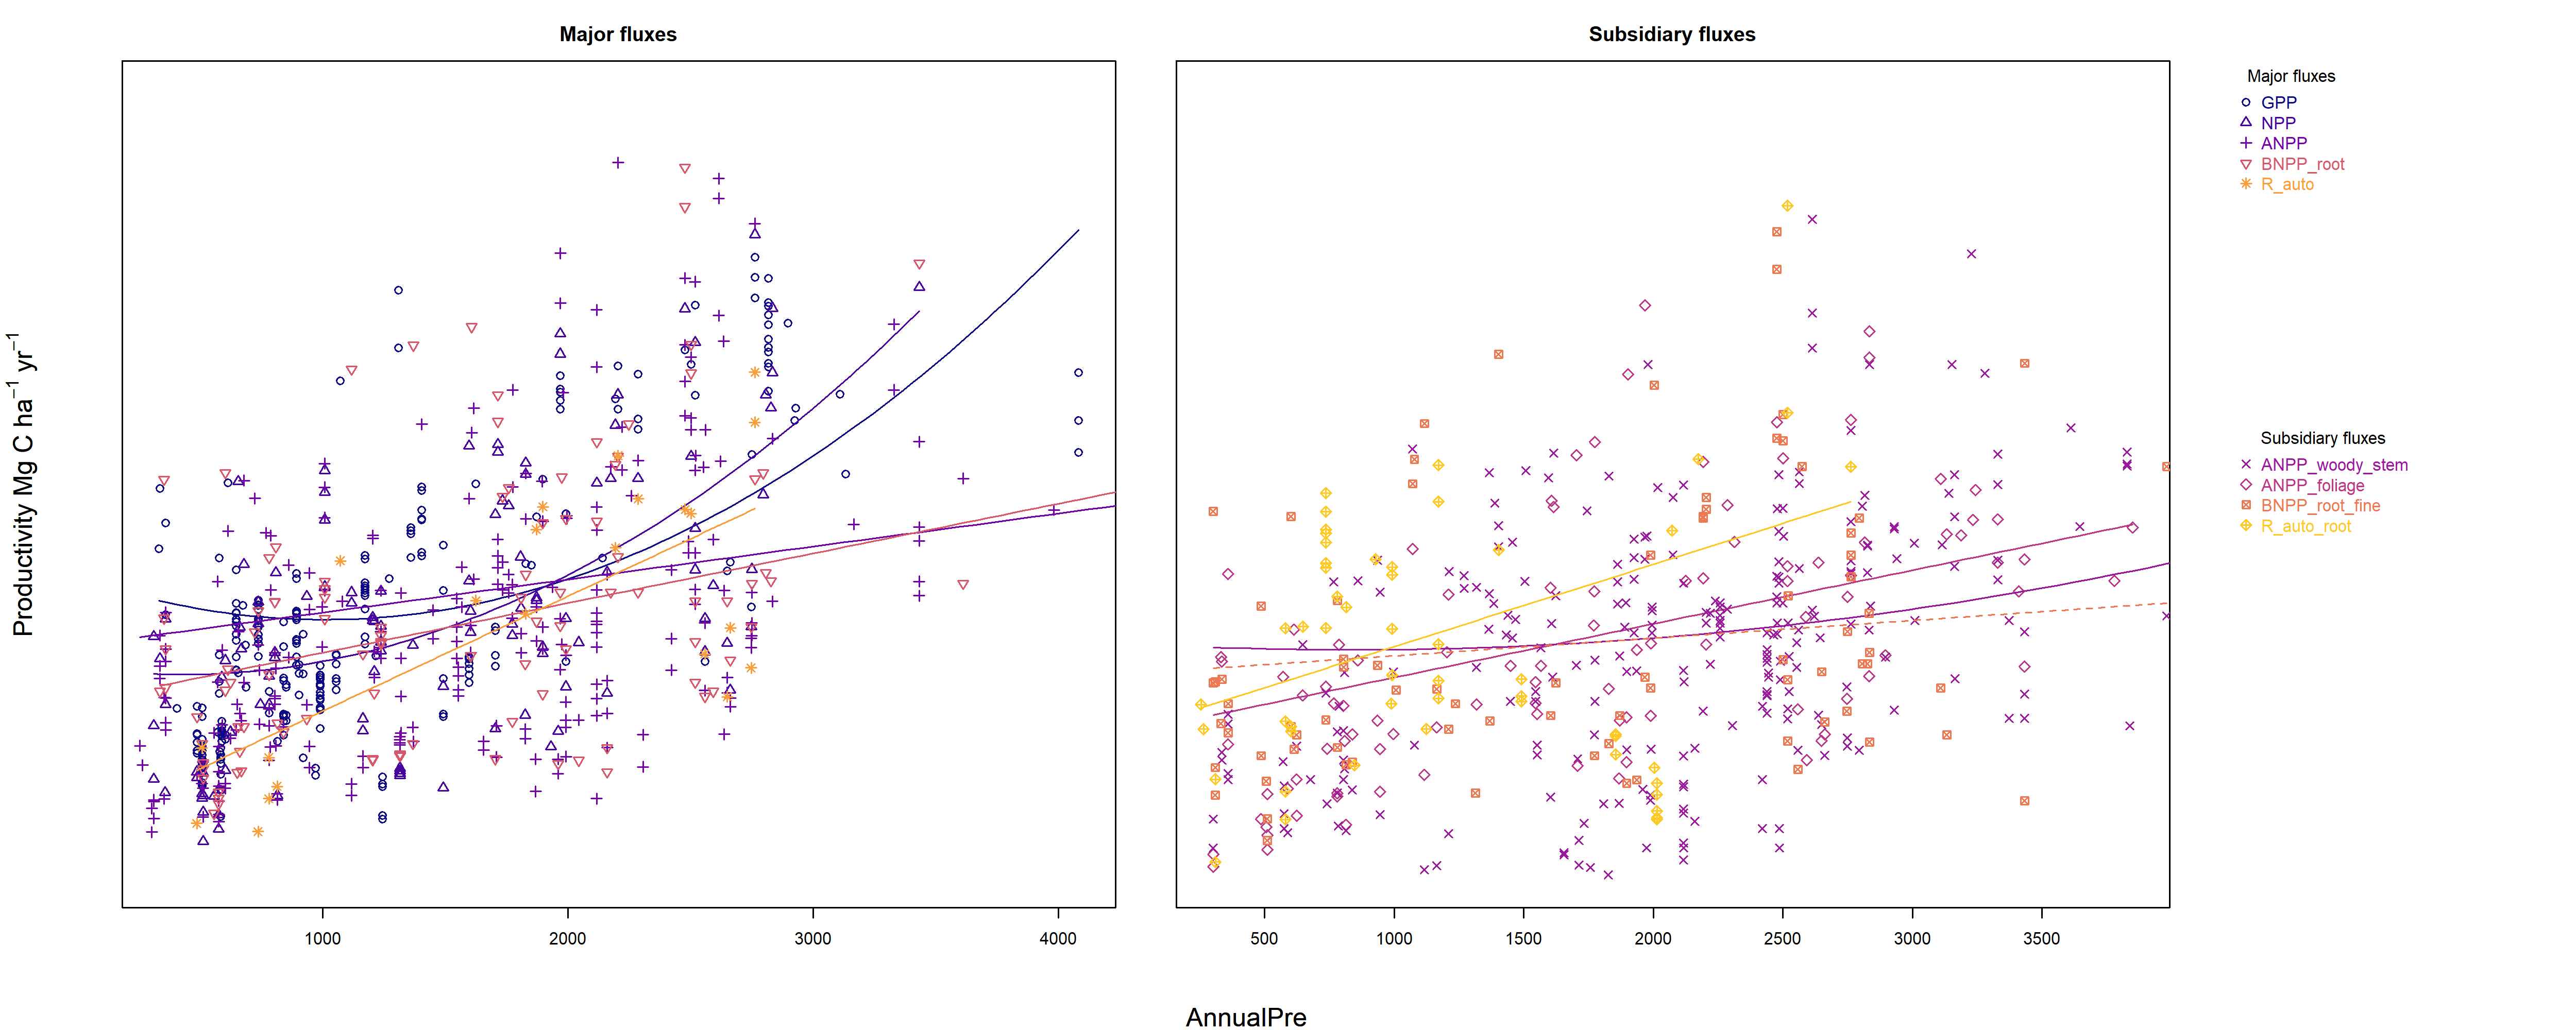 Major fluxes
Subsidiary fluxes
Productivity Mg C ha⁻¹ yr⁻¹
1000 2000 3000 4000
500 1000 1500 2000 2500 3000 3500
AnnualPre
Major fluxes
GPP
NPP
ANPP
BNPP_root
R_auto
Subsidiary fluxes
ANPP_woody_stem
ANPP_foliage
BNPP_root_fine
R_auto_root